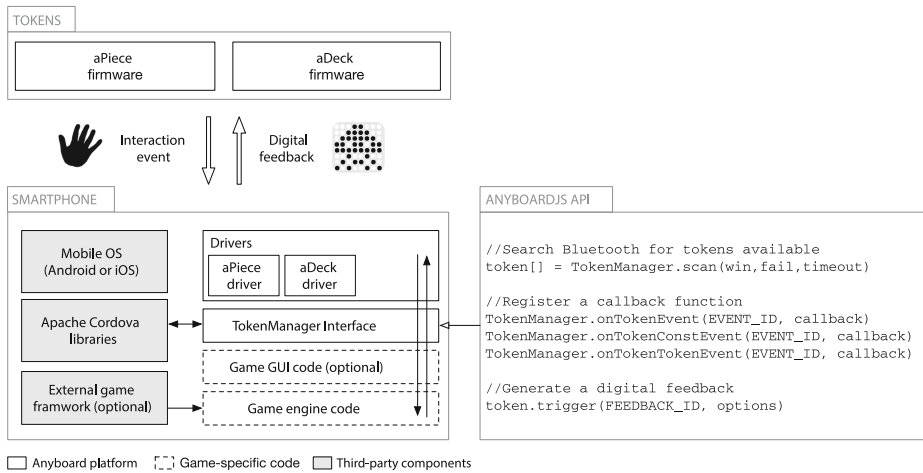 TOKENS
aPiece
firmware
aDeck
firmware
Interaction
event
Digital
feedback
SMARTPHONE
Mobile OS
(Android or iOS)
Apache Cordova
libraries
External game
framwork (optional)
Drivers
aPiece
driver
aDeck
driver
TokenManager Interface
Game GUI code (optional)
Game engine code
ANYBOARDJS API
//Search Bluetooth for tokens available
token[] = TokenManager.scan(win,fail,timeout)
//Register a callback function
TokenManager.onTokenEvent(EVENT_ID, callback)
TokenManager.onTokenConstEvent(EVENT_ID, callback)
TokenManager.onTokenTokenEvent(EVENT_ID, callback)
//Generate a digital feedback
token.trigger(FEEDBACK_ID, options)
Anyboard platform
Game-specific code
Third-party components